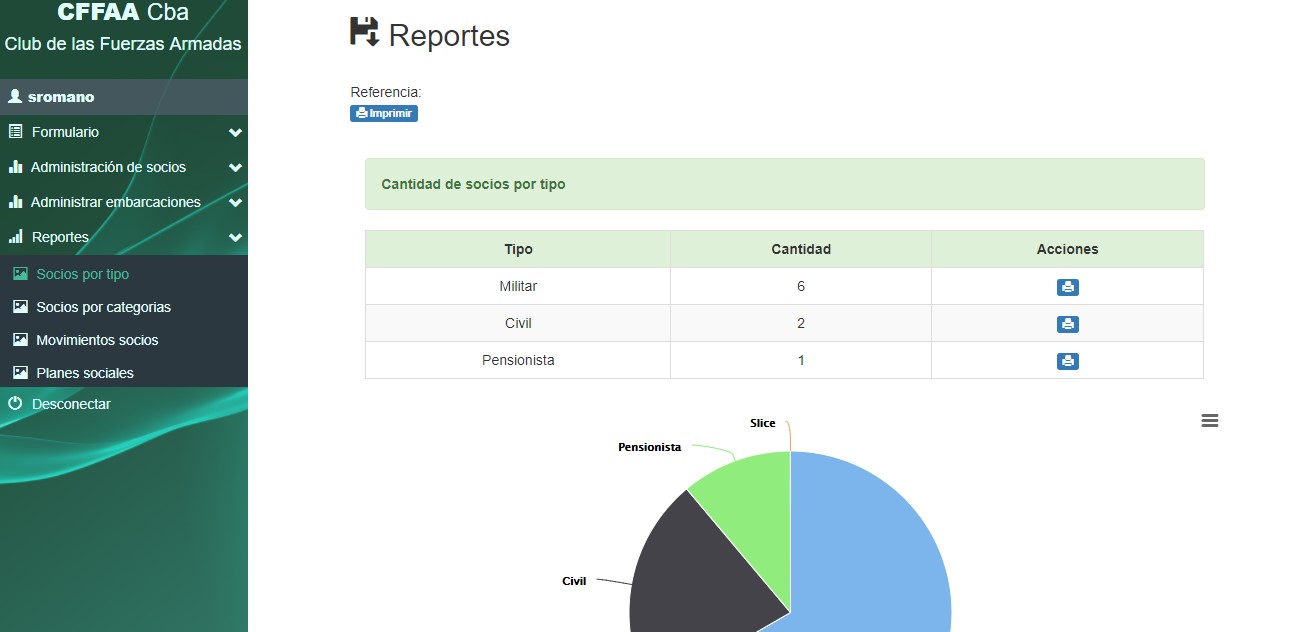 CFFAA Cba
Club de las Fuerzas Armadas
sromano
Formulario
Administración de socios
Administrar embarcaciones
Reportes
Socios por tipo
Socios por categorias
Movimientos socios
Planes sociales
Desconectar
Reportes
Referencia:
Imprimir
Cantidad de socios por tipo
Tipo Cantidad Acciones
Militar 6
Civil 2
Pensionista 1
Slice
Pensionista
Civil